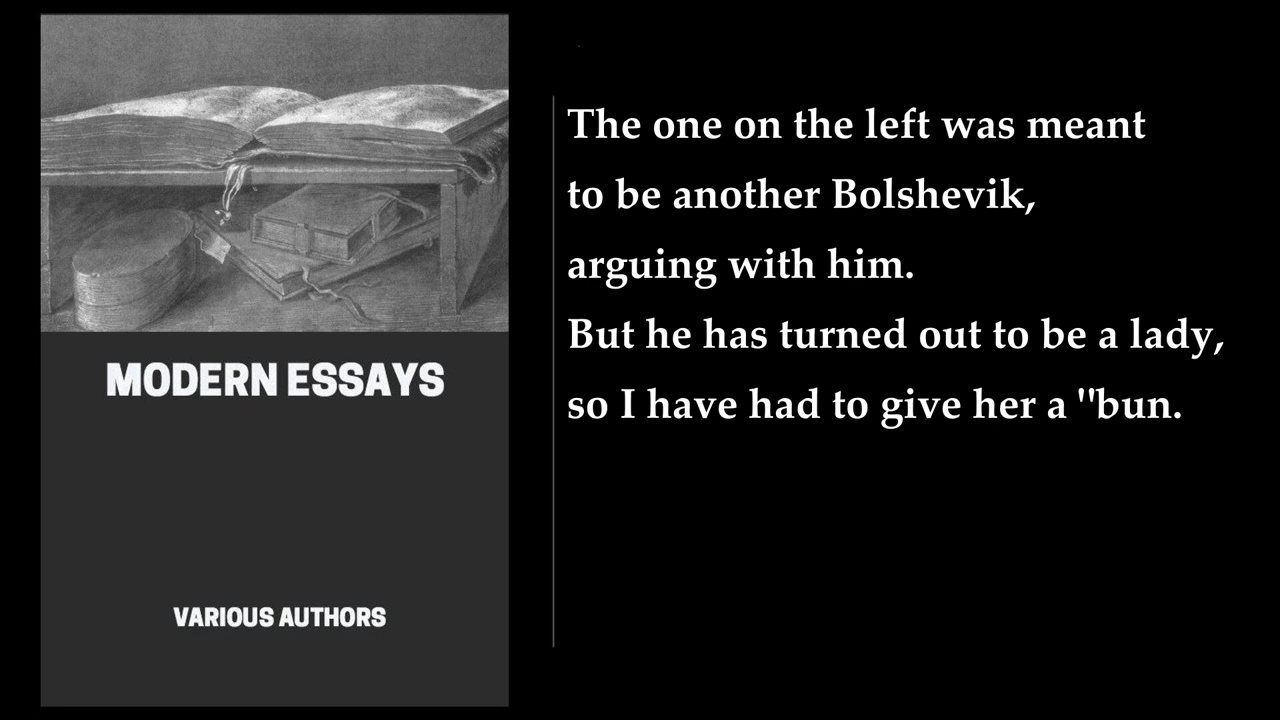 MODERN ESSAYS
VARIOUS AUTHORS
The one on the left was meant
to be another Bolshevik,
arguing with him.
But he has turned out to be a lady,
so I have had to give her a "bun.